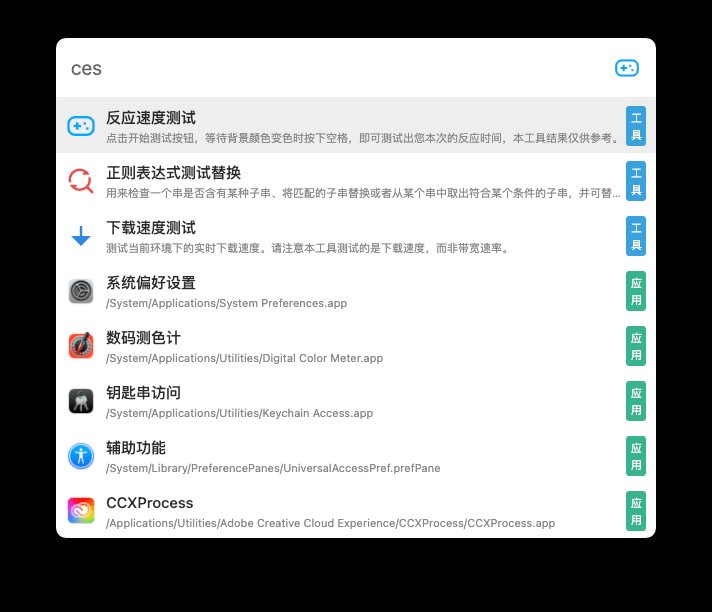 ces
反应速度测试
点击开始测试按钮，等待背景颜色变色时按下空格，即可测试出您本次的反应时间，本工具结果仅供参考。
工具
正则表达式测试替换
用来检查一个串是否含有某种子串、将匹配的子串替换或者从某个串中取出符合某个条件的子串，并可替...
工具
下载速度测试
测试当前环境下的实时下载速度。请注意本工具测试的是下载速度，而非带宽速率。
工具
系统偏好设置
/System/Applications/System Preferences.app
应用
数码测色计
/System/Applications/Utilities/Digital Color Meter.app
应用
钥匙串访问
/System/Applications/Utilities/Keychain Access.app
应用
辅助功能
/System/Library/PreferencePanes/UniversalAccessPref.prefPane
应用
CCXProcess
/Applications/Utilities/Adobe Creative Cloud Experience/CCXProcess/CCXProcess.app
应用